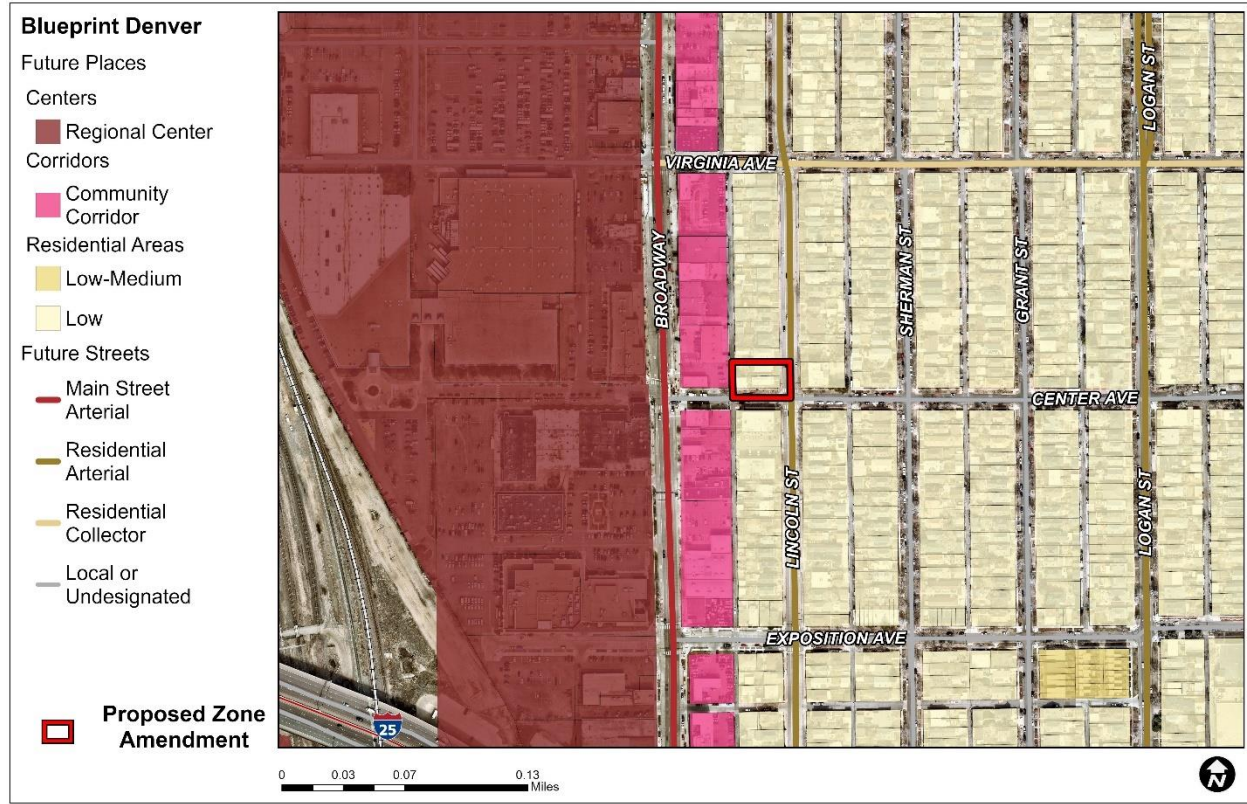 Blueprint Denver
Future Places
Centers
Regional Center
Corridors
Community
Corridor
Residential Areas
Low-Medium
Low
Future Streets
Main Street
Arterial
Residential
Arterial
Residential
Collector
Local or
Undesignated
Proposed Zone
Amendment
LOGAN ST
VIRGINIA AVE
BROADWAY
SHERMAN ST
GRANT ST
CENTER AVE
LINCOLN ST
LOGAN ST
EXPOSITION AVE
25
0 0.03 0.07 0.13
Miles
N